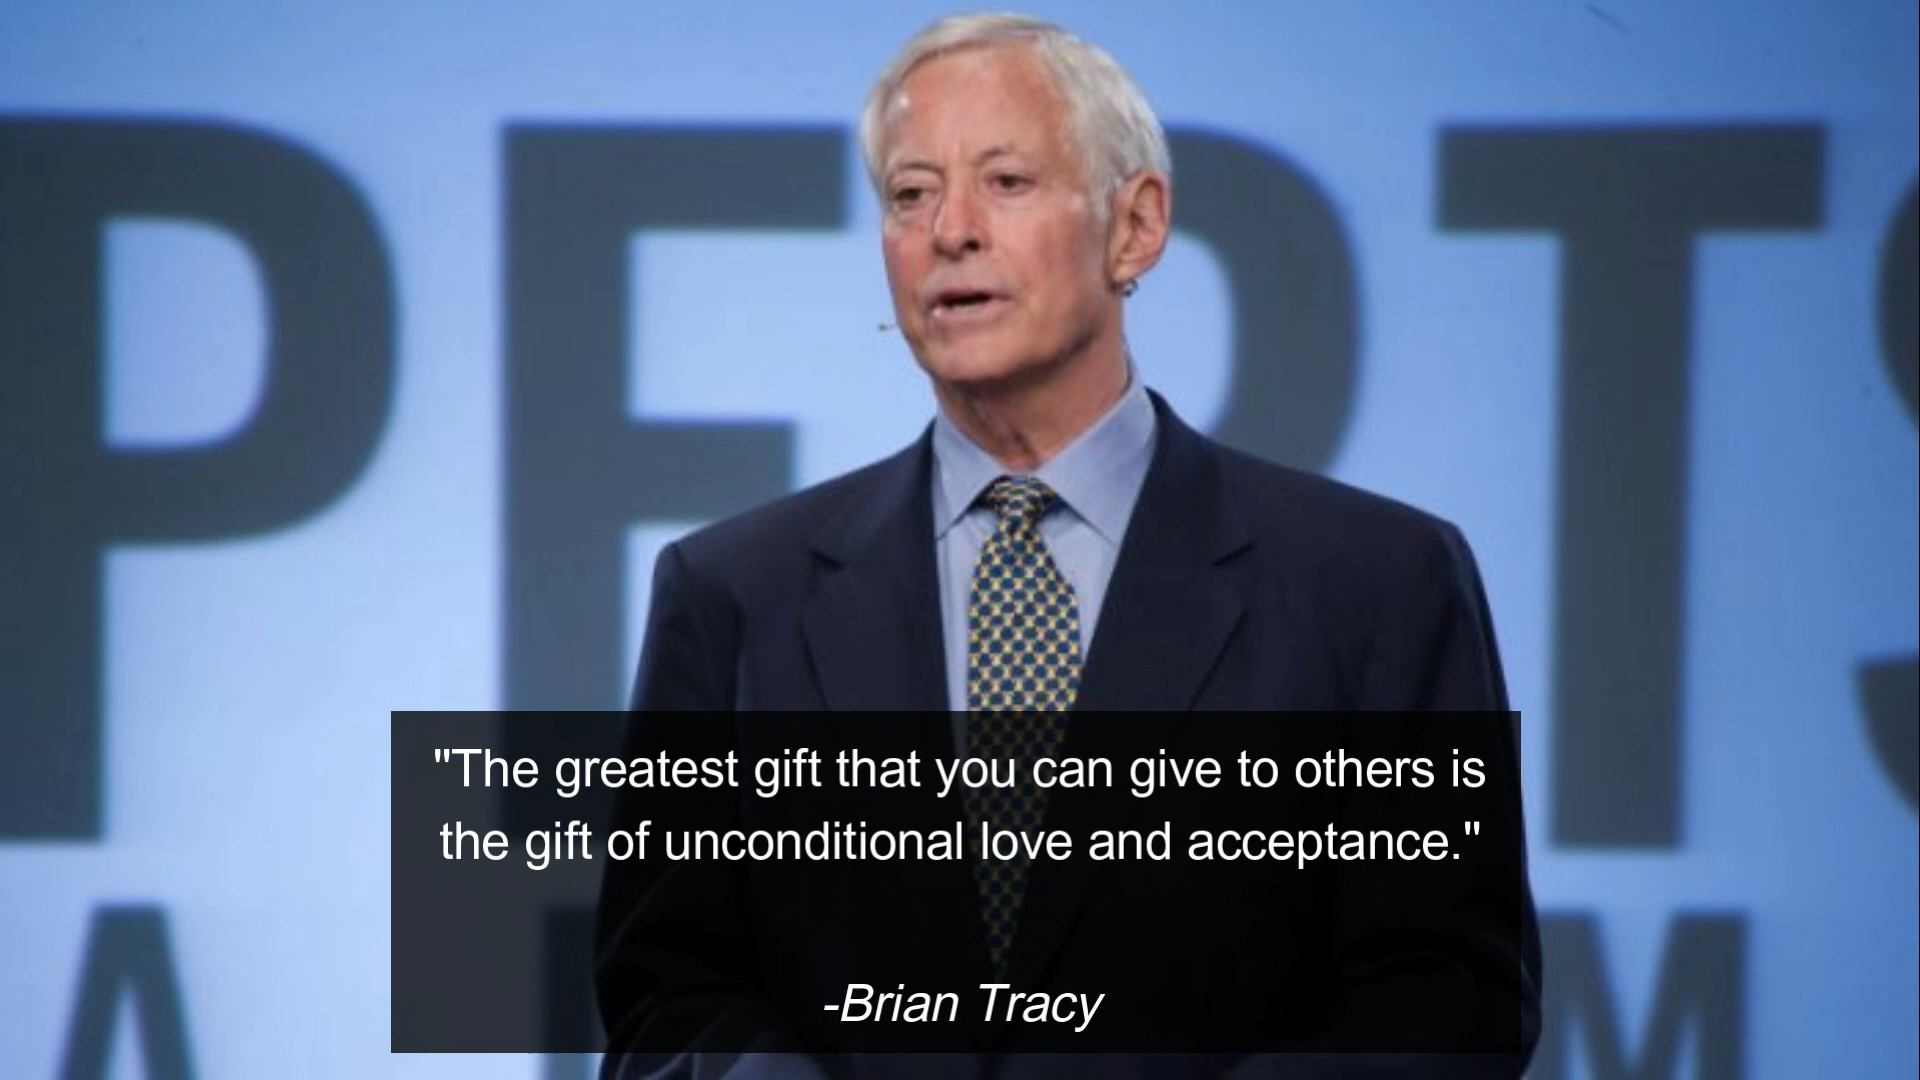 PERTS
A M
"The greatest gift that you can give to others is
the gift of unconditional love and acceptance."
-Brian Tracy